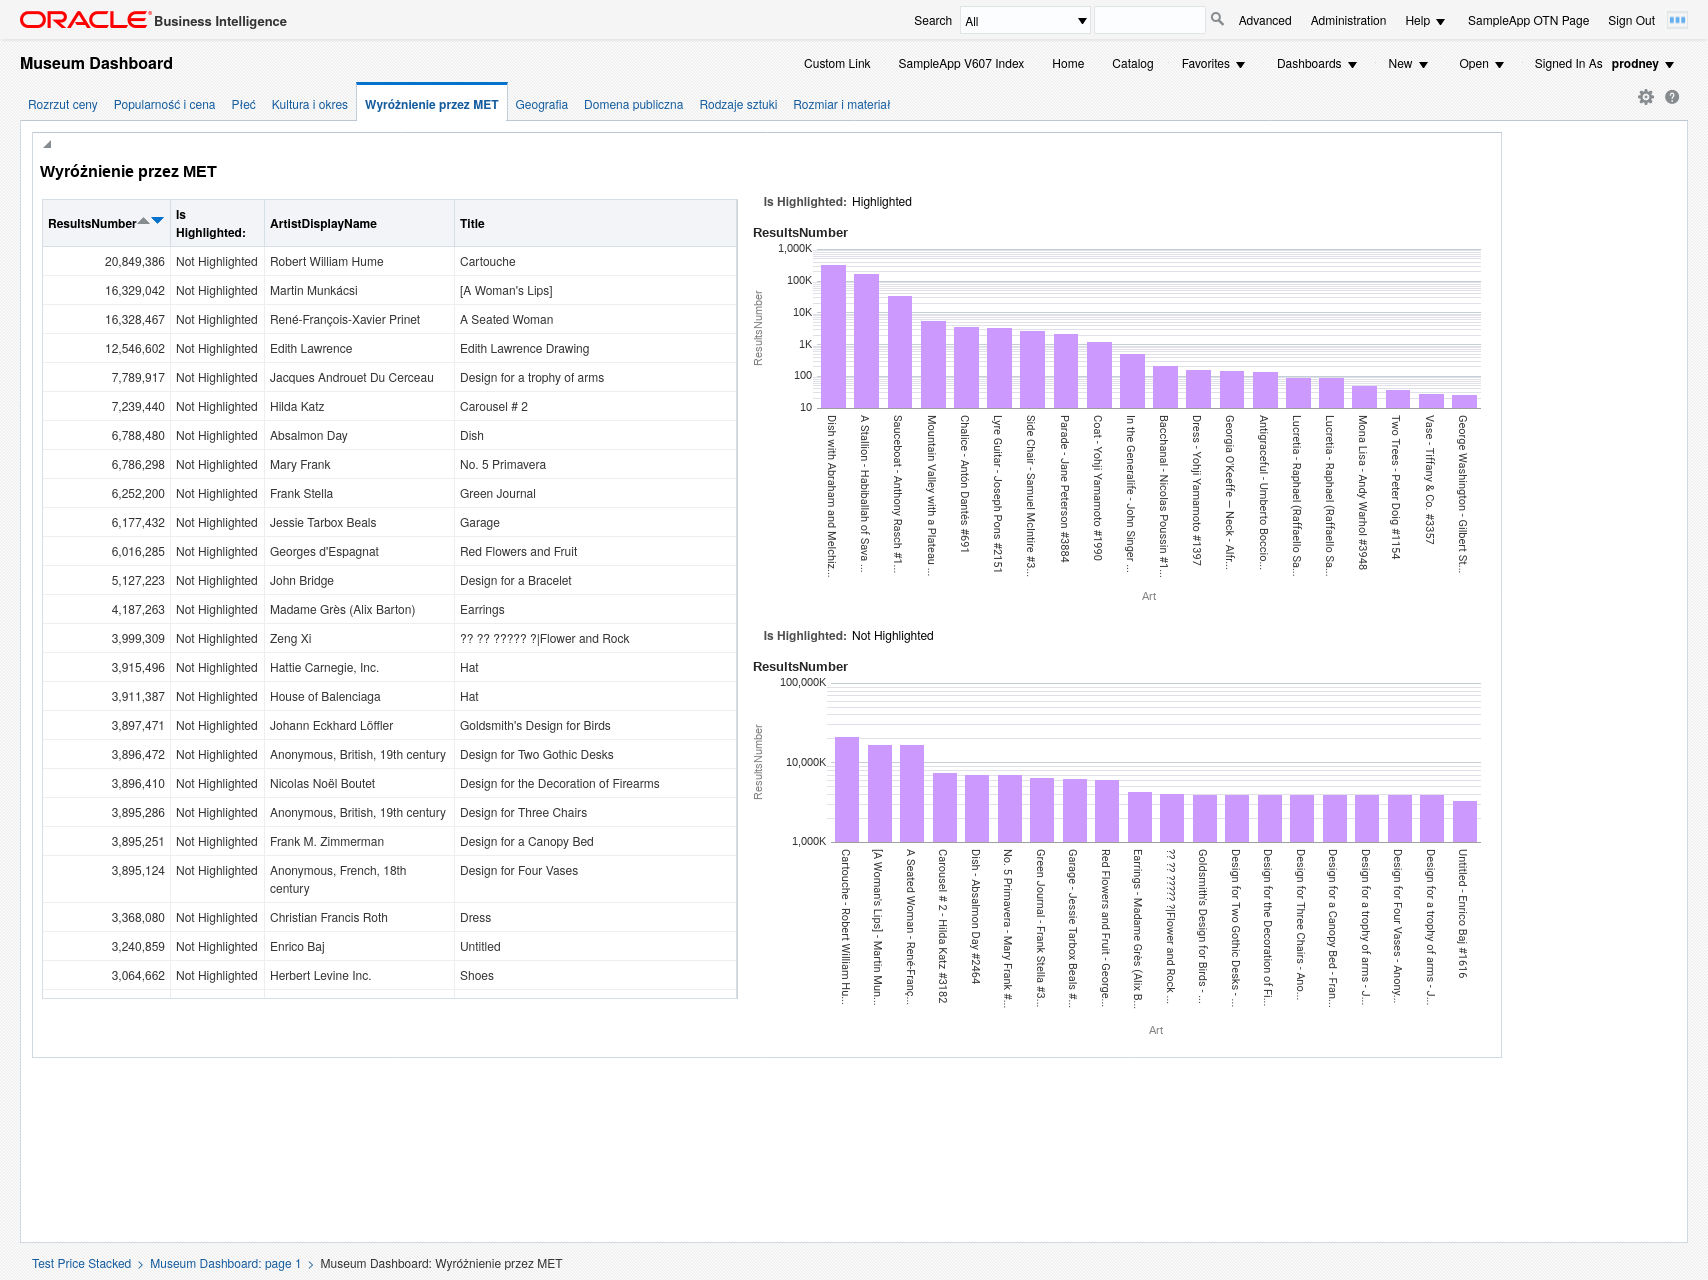 ORACLE Business Intelligence
Search All Advanced Administration Help SampleApp OTN Page Sign Out
Museum Dashboard
Custom Link SampleApp V607 Index Home Catalog Favorites Dashboards New Open Signed In As prodney
Rozrzut ceny Popularność i cena Płeć Kultura i okres Wyróżnienie przez MET Geografia Domena publiczna Rodzaje sztuki Rozmiar i materiał
Wyróżnienie przez MET
ResultsNumber Is Highlighted: ArtistDisplayName Title
20,849,386 Not Highlighted Robert William Hume Cartouche
16,329,042 Not Highlighted Martin Munkácsi [A Woman's Lips]
16,328,467 Not Highlighted René-François-Xavier Prinet A Seated Woman
12,546,602 Not Highlighted Edith Lawrence Edith Lawrence Drawing
7,789,917 Not Highlighted Jacques Androuet Du Cerceau Design for a trophy of arms
7,239,440 Not Highlighted Hilda Katz Carousel # 2
6,788,480 Not Highlighted Absalmon Day Dish
6,786,298 Not Highlighted Mary Frank No. 5 Primavera
6,252,200 Not Highlighted Frank Stella Green Journal
6,177,432 Not Highlighted Jessie Tarbox Beals Garage
6,016,285 Not Highlighted Georges d'Espagnat Red Flowers and Fruit
5,127,223 Not Highlighted John Bridge Design for a Bracelet
4,187,263 Not Highlighted Madame Grès (Alix Barton) Earrings
3,999,309 Not Highlighted Zeng Xi ?? ?? ????? ?|Flower and Rock
3,915,496 Not Highlighted Hattie Carnegie, Inc. Hat
3,911,387 Not Highlighted House of Balenciaga Hat
3,897,471 Not Highlighted Johann Eckhard Löffler Goldsmith's Design for Birds
3,896,472 Not Highlighted Anonymous, British, 19th century Design for Two Gothic Desks
3,896,410 Not Highlighted Nicolas Noël Boutet Design for the Decoration of Firearms
3,895,286 Not Highlighted Anonymous, British, 19th century Design for Three Chairs
3,895,251 Not Highlighted Frank M. Zimmerman Design for a Canopy Bed
3,895,124 Not Highlighted Anonymous, French, 18th century Design for Four Vases
3,368,080 Not Highlighted Christian Francis Roth Dress
3,240,859 Not Highlighted Enrico Baj Untitled
3,064,662 Not Highlighted Herbert Levine Inc. Shoes
Is Highlighted: Highlighted
ResultsNumber
ResultsNumber
1,000K
100K
10K
1K
100
10
Dish with Abraham and Melchiz...
A Stallion - Habiballah of Sava ...
Sauceboat - Anthony Rasch #1...
Mountain Valley with a Plateau ...
Chalice - Antón Dantés #691
Lyre Guitar - Joseph Pons #2151
Side Chair - Samuel McIntire #3...
Parade - Jane Peterson #3884
Coat - Yohji Yamamoto #1990
In the Generalife - John Singer ...
Bacchanal - Nicolas Poussin #1...
Dress - Yohji Yamamoto #1397
Georgia O'Keeffe — Neck - Alfr...
Antigraceful - Umberto Boccio...
Lucretia - Raphael (Raffaello Sa...
Lucretia - Raphael (Raffaello Sa...
Mona Lisa - Andy Warhol #3948
Two Trees - Peter Doig #1154
Vase - Tiffany & Co. #3357
George Washington - Gilbert St...
Art
Is Highlighted: Not Highlighted
ResultsNumber
ResultsNumber
100,000K
10,000K
1,000K
Cartouche - Robert William Hu...
[A Woman's Lips] - Martin Mun...
A Seated Woman - René-Franç...
Carousel # 2 - Hilda Katz #3182
Dish - Absalmon Day #2464
No. 5 Primavera - Mary Frank #...
Green Journal - Frank Stella #3...
Garage - Jessie Tarbox Beals #...
Red Flowers and Fruit - George...
Earrings - Madame Grès (Alix B...
?? ?? ????? ?|Flower and Rock ...
Goldsmith's Design for Birds - ...
Design for Two Gothic Desks - ...
Design for the Decoration of Fi...
Design for Three Chairs - Ano...
Design for a Canopy Bed - Fran...
Design for a trophy of arms - J...
Design for Four Vases - Anony...
Design for a trophy of arms - J...
Untitled - Enrico Baj #1616
Art
Test Price Stacked > Museum Dashboard: page 1 > Museum Dashboard: Wyróżnienie przez MET